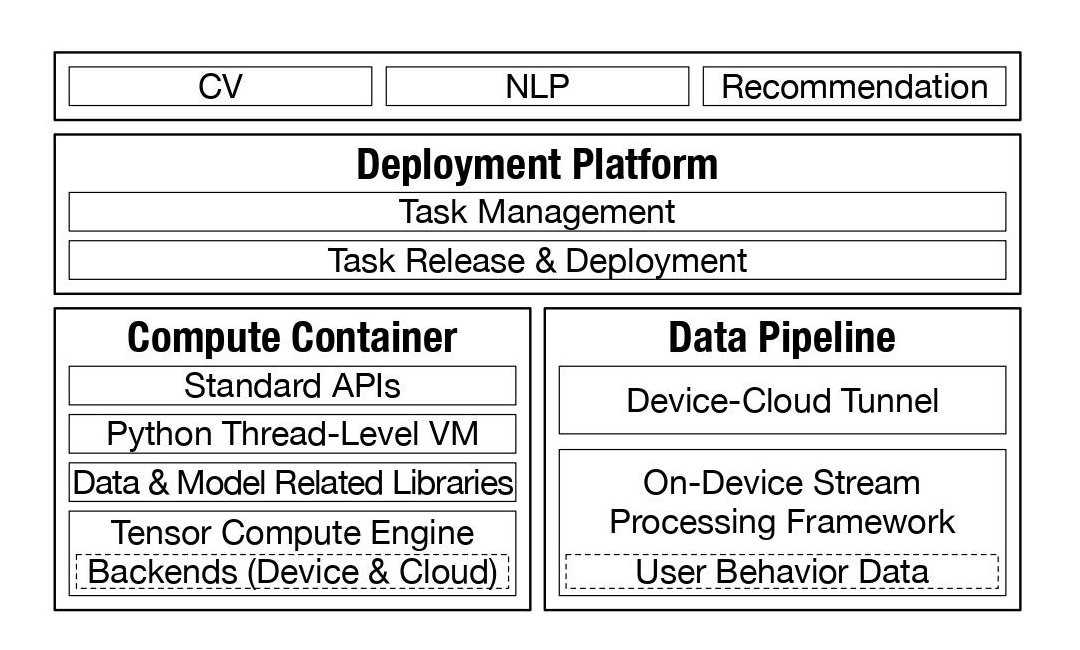 CV
NLP
Recommendation
Deployment Platform
Task Management
Task Release & Deployment
Compute Container
Standard APIs
Python Thread-Level VM
Data & Model Related Libraries
Tensor Compute Engine
Backends (Device & Cloud)
Data Pipeline
Device-Cloud Tunnel
On-Device Stream
Processing Framework
User Behavior Data